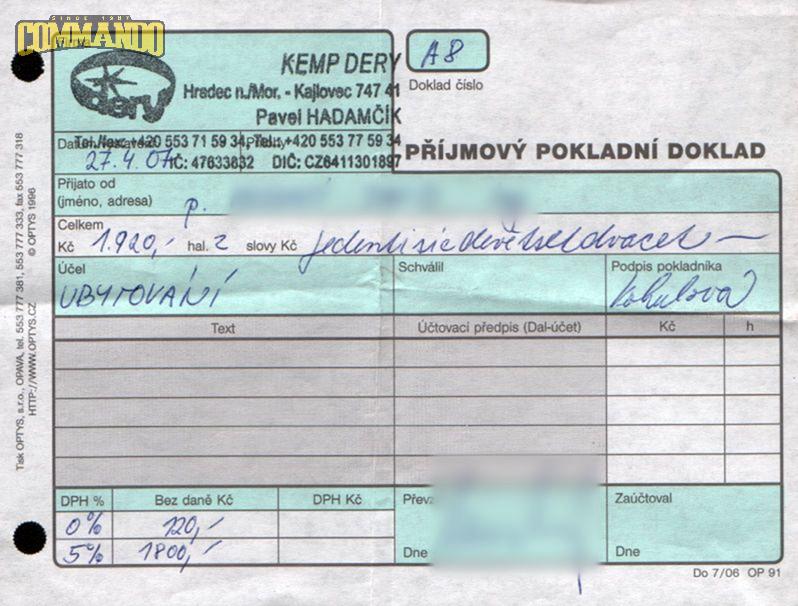 SINCE 1987
COMMANDO
dery
KEMP DERY
Hradec n./Mor. - Kajlovec 747 41
Pavel HADAMČÍK
Tel./fax: +420 553 71 59 34, Tel.: +420 553 77 59 34
IČ: 47633832 DIČ: CZ6411301897
A8
Doklad číslo
27.4.07
PŘÍJMOVÝ POKLADNÍ DOKLAD
Přijato od
(jméno, adresa) p.
Celkem
Kč 1.920,- hal. 2 slovy Kč jedentisícdevětsetdvacet
Účel Schválil Podpis pokladníka
UBYTOVÁNÍ
Text Účtovací předpis (Dal-účet) Kč h
DPH % Bez daně Kč DPH Kč Převz Zaúčtoval
0% 120,-
5% 1800,- Dne Dne
Do 7/06 OP 91
Tisk OPTYS, s.r.o., OPAVA, tel. 553 777 381, 553 777 333, fax 553 777 318
HTTP://WWW.OPTYS.CZ © OPTYS 1996